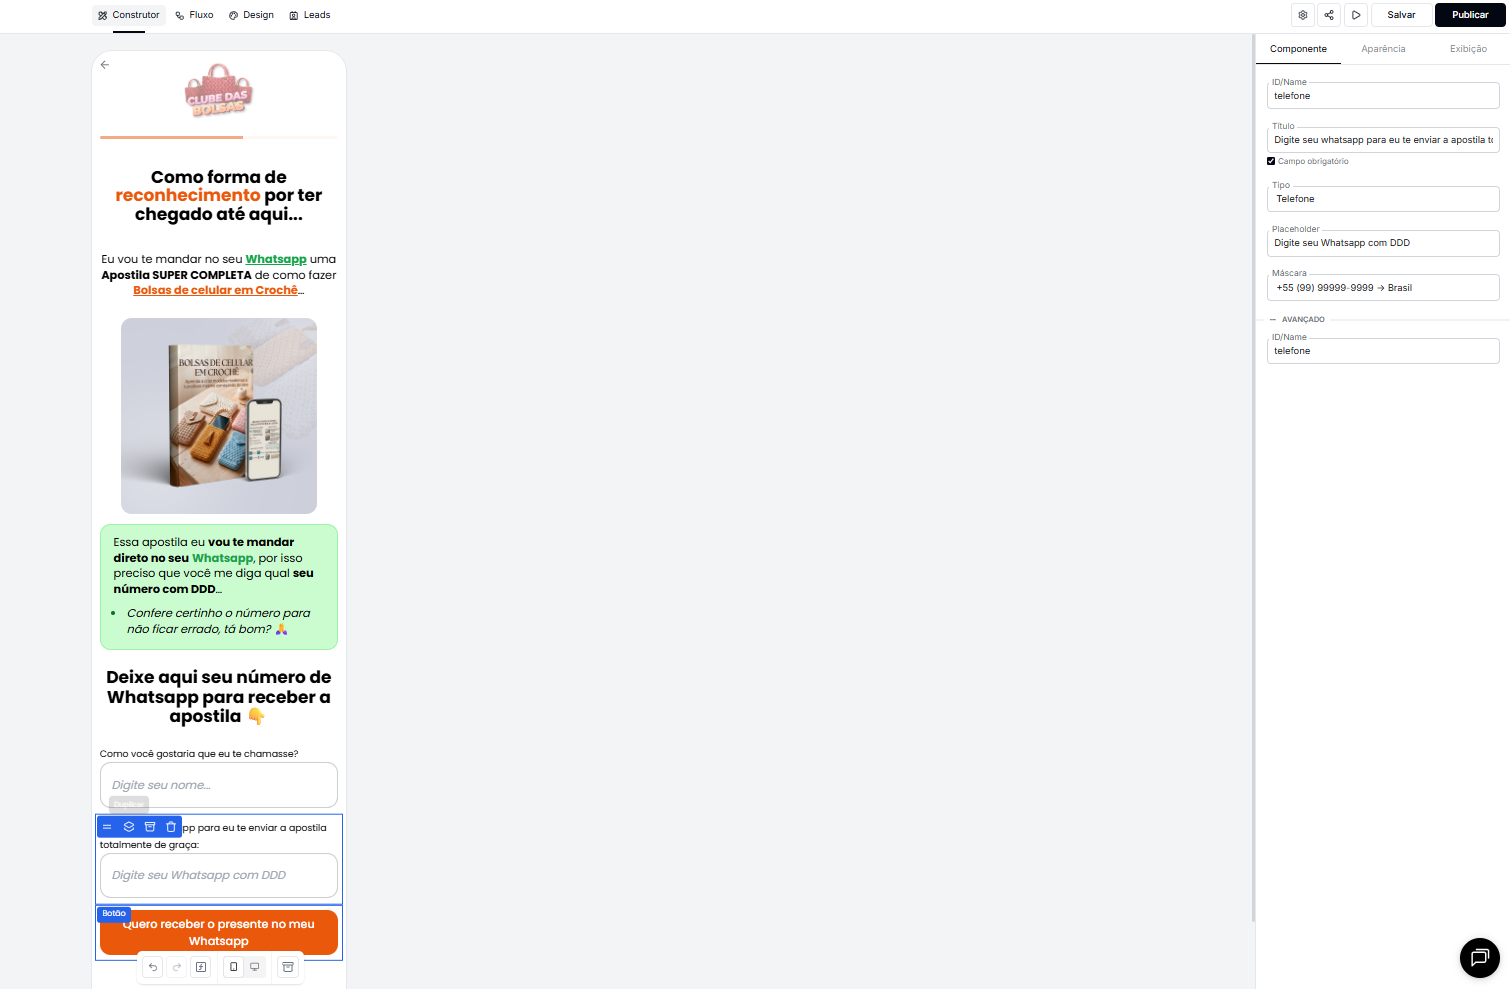 Construtor
Fluxo
Design
Leads
Salvar
Publicar
CLUBE DAS
BOLSAS
Como forma de
reconhecimento por ter
chegado até aqui...
Eu vou te mandar no seu Whatsapp uma
Apostila SUPER COMPLETA de como fazer
Bolsas de celular em Crochê...
BOLSAS DE CELULAR
EM CROCHÊ
Essa apostila eu vou te mandar
direto no seu Whatsapp, por isso
preciso que você me diga qual seu
número com DDD...
• Confere certinho o número para
não ficar errado, tá bom? 🙏
Deixe aqui seu número de
Whatsapp para receber a
apostila 👇
Como você gostaria que eu te chamasse?
Digite seu nome...
Duplicar
pp para eu te enviar a apostila
totalmente de graça:
Digite seu Whatsapp com DDD
Botão
Quero receber o presente no meu
Whatsapp
Componente
Aparência
Exibição
ID/Name
telefone
Título
Digite seu whatsapp para eu te enviar a apostila to
Campo obrigatório
Tipo
Telefone
Placeholder
Digite seu Whatsapp com DDD
Máscara
+55 (99) 99999-9999 -> Brasil
AVANÇADO
ID/Name
telefone